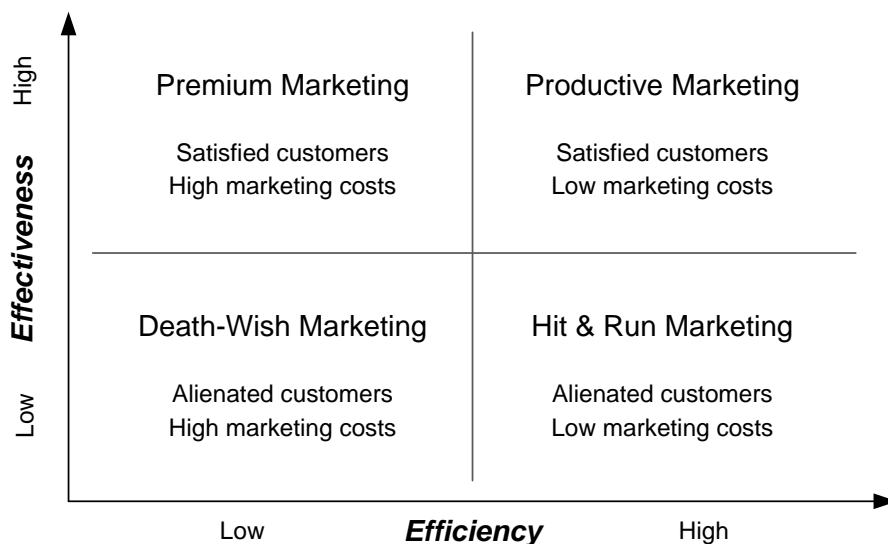 High
Effectiveness
Low
Premium Marketing
Satisfied customers
High marketing costs
Productive Marketing
Satisfied customers
Low marketing costs
Death-Wish Marketing
Alienated customers
High marketing costs
Hit & Run Marketing
Alienated customers
Low marketing costs
Low
Efficiency
High